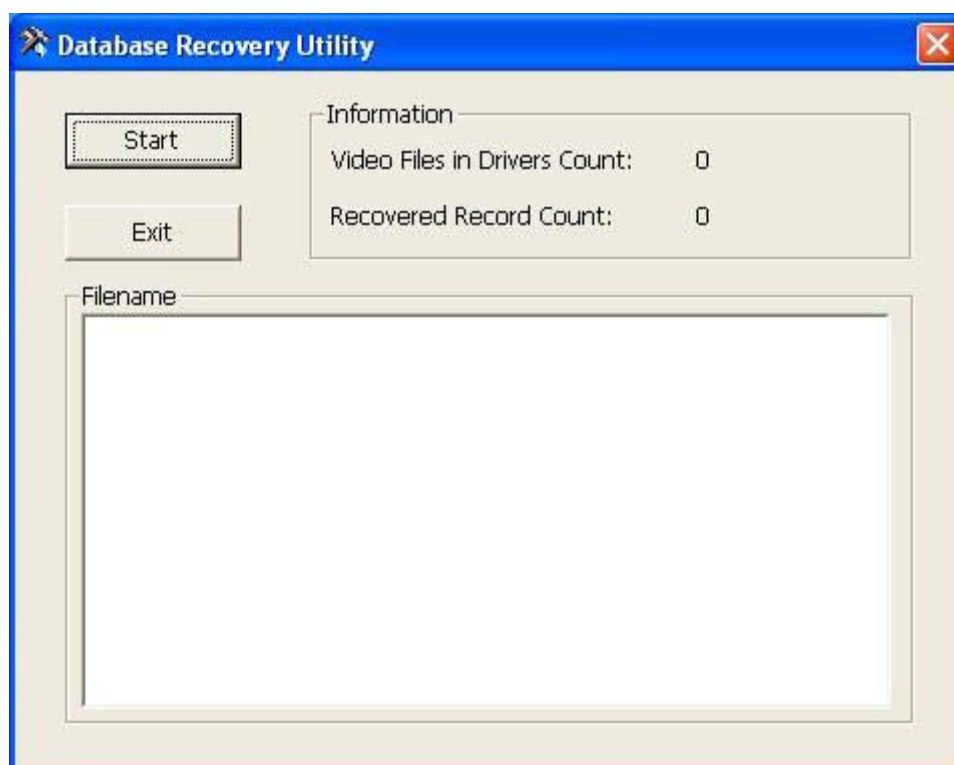 Database Recovery Utility
Start
Information
Video Files in Drivers Count: 0
Recovered Record Count: 0
Exit
Filename